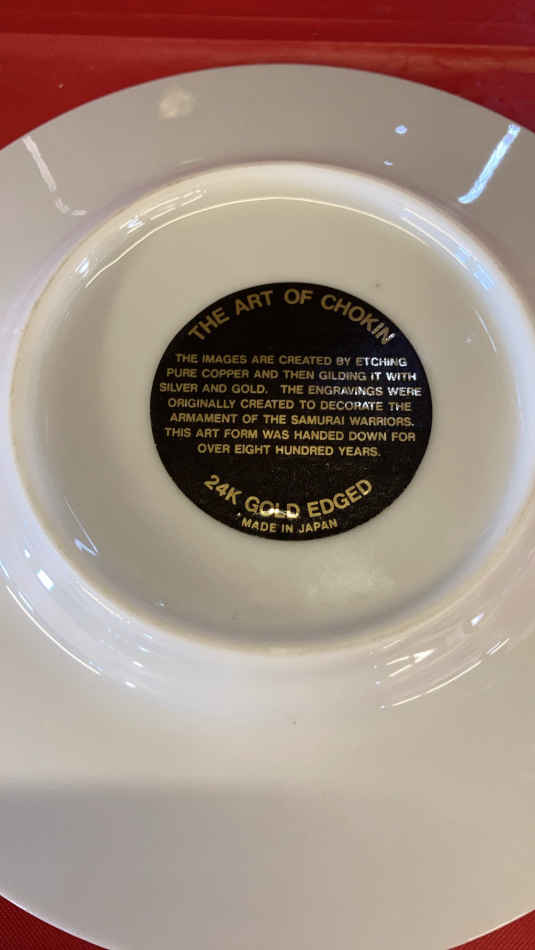 THE ART OF CHOKIN
THE IMAGES ARE CREATED BY ETCHING
PURE COPPER AND THEN GILDING IT WITH
SILVER AND GOLD. THE ENGRAVINGS WERE
ORIGINALLY CREATED TO DECORATE THE
ARMAMENT OF THE SAMURAI WARRIORS.
THIS ART FORM WAS HANDED DOWN FOR
OVER EIGHT HUNDRED YEARS.
24K GOLD EDGED
MADE IN JAPAN